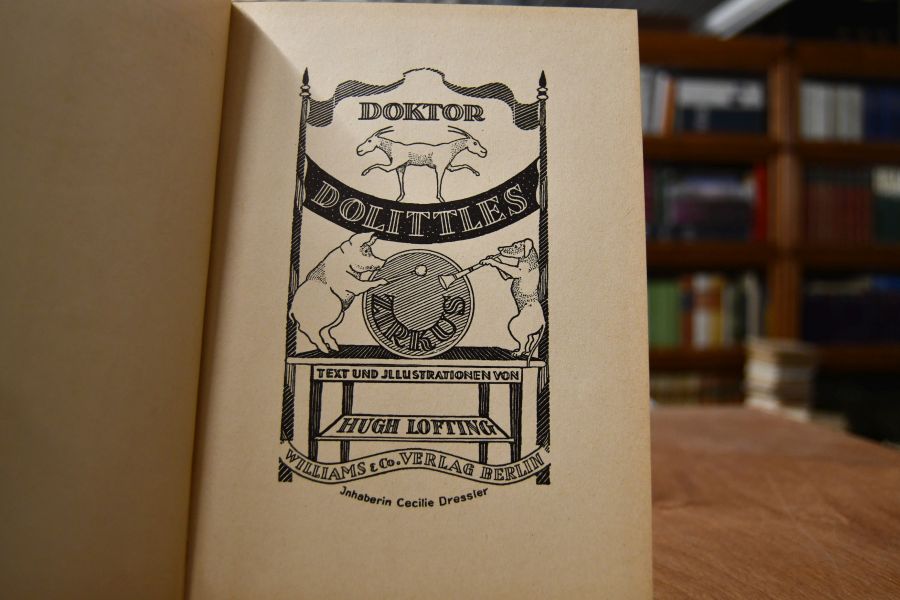 DOKTOR
DOLITTLES
ZIRKUS
TEXT UND JLLUSTRATIONEN VON
HUGH LOFTING
WILLIAMS & Co. VERLAG BERLIN
Jnhaberin Cecilie Dressler